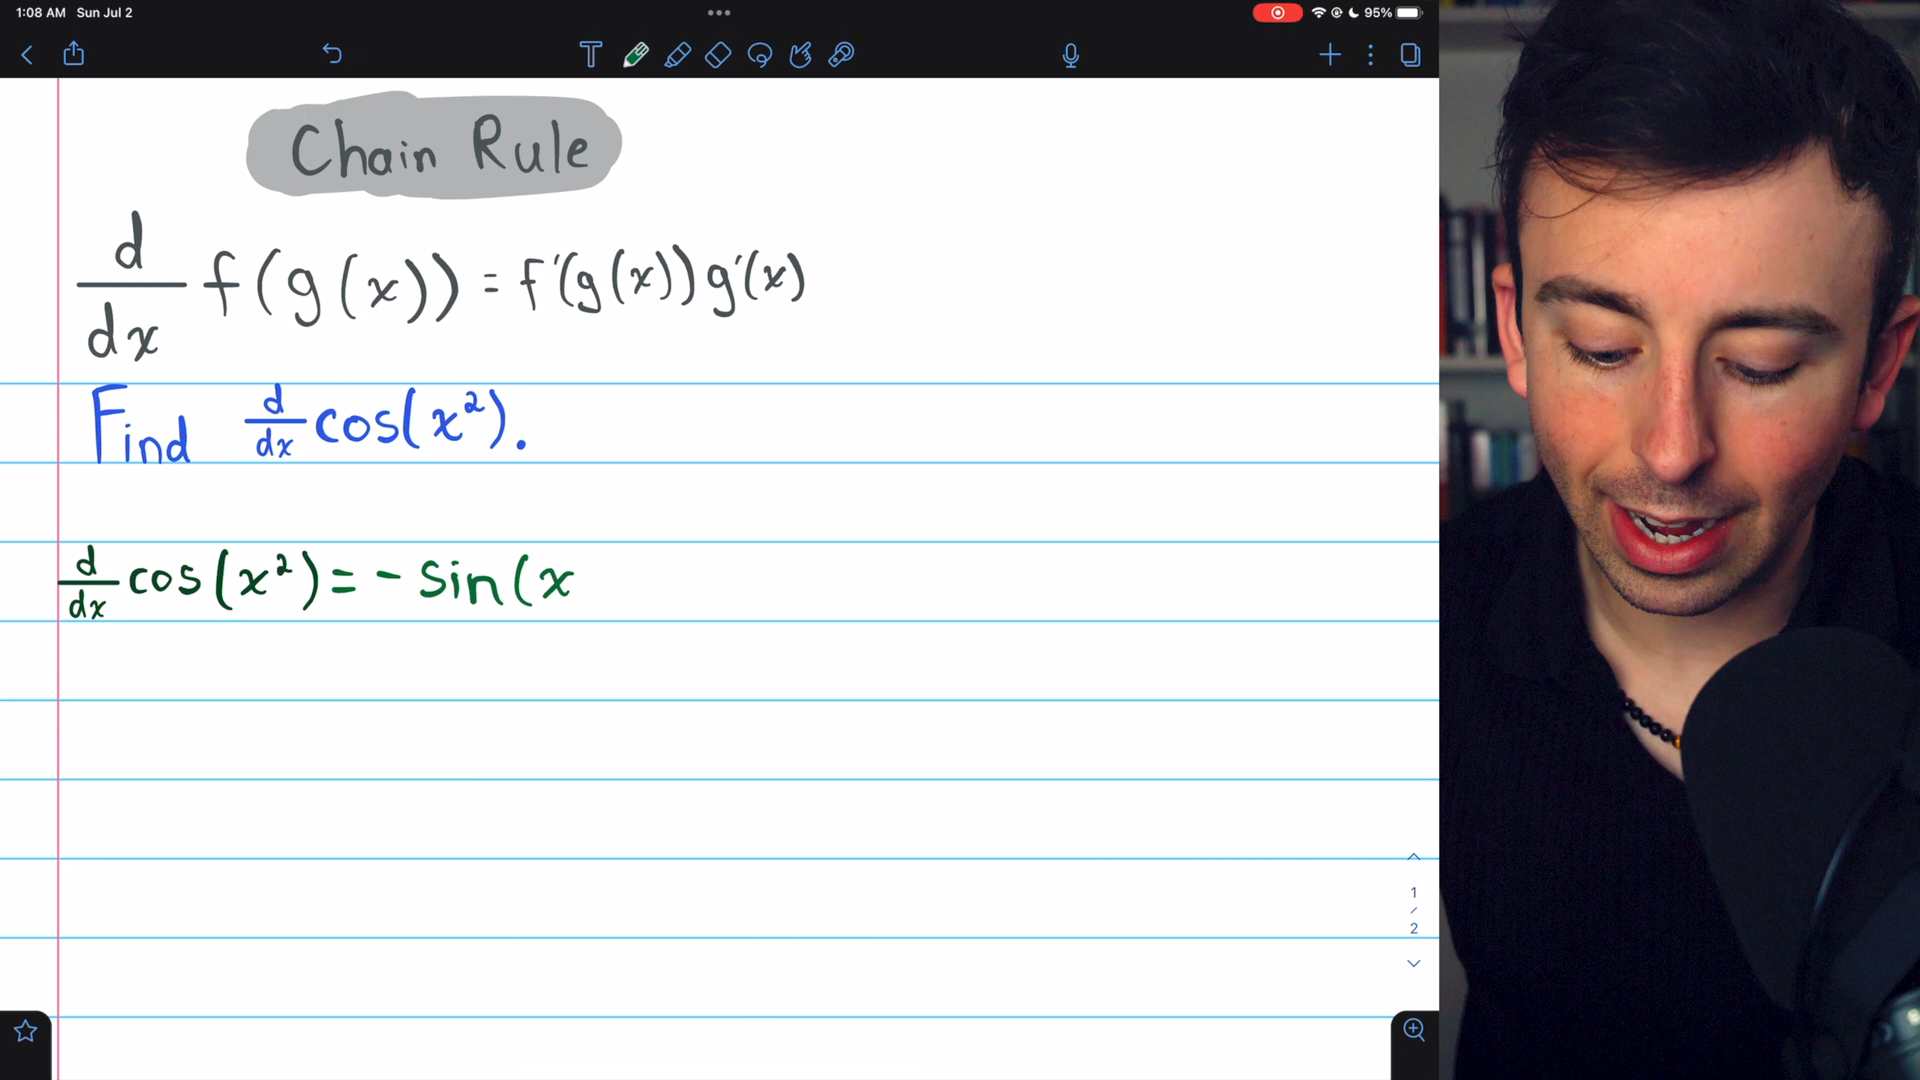 1:08 AM Sun Jul 2
95%
Chain Rule
d/dx f(g(x)) = f'(g(x))g'(x)
Find d/dx cos(x²).
d/dx cos(x²) = - sin(x
1
/
2